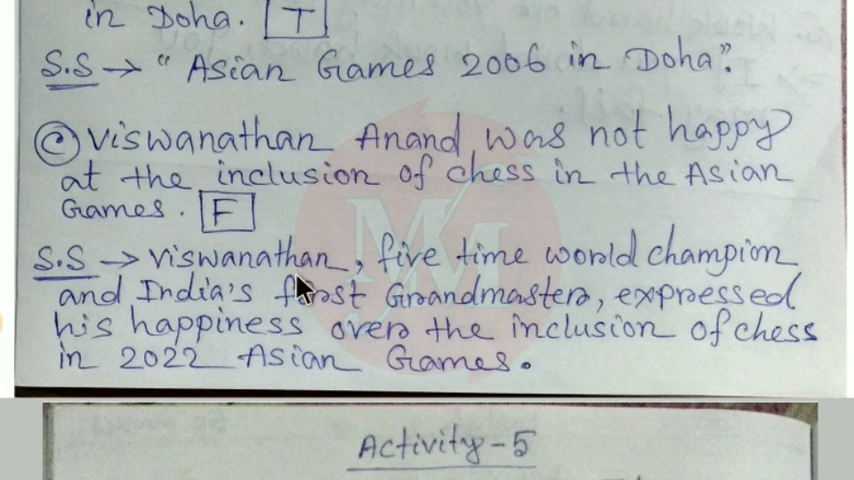 in Doha. T
S.S → "Asian Games 2006 in Doha".
ⓒ Viswanathan Anand was not happy
at the inclusion of chess in the Asian
Games. F
S.S → Viswanathan, five time world champion
and India's first Grandmaster, expressed
his happiness over the inclusion of chess
in 2022 Asian Games.
Activity-5